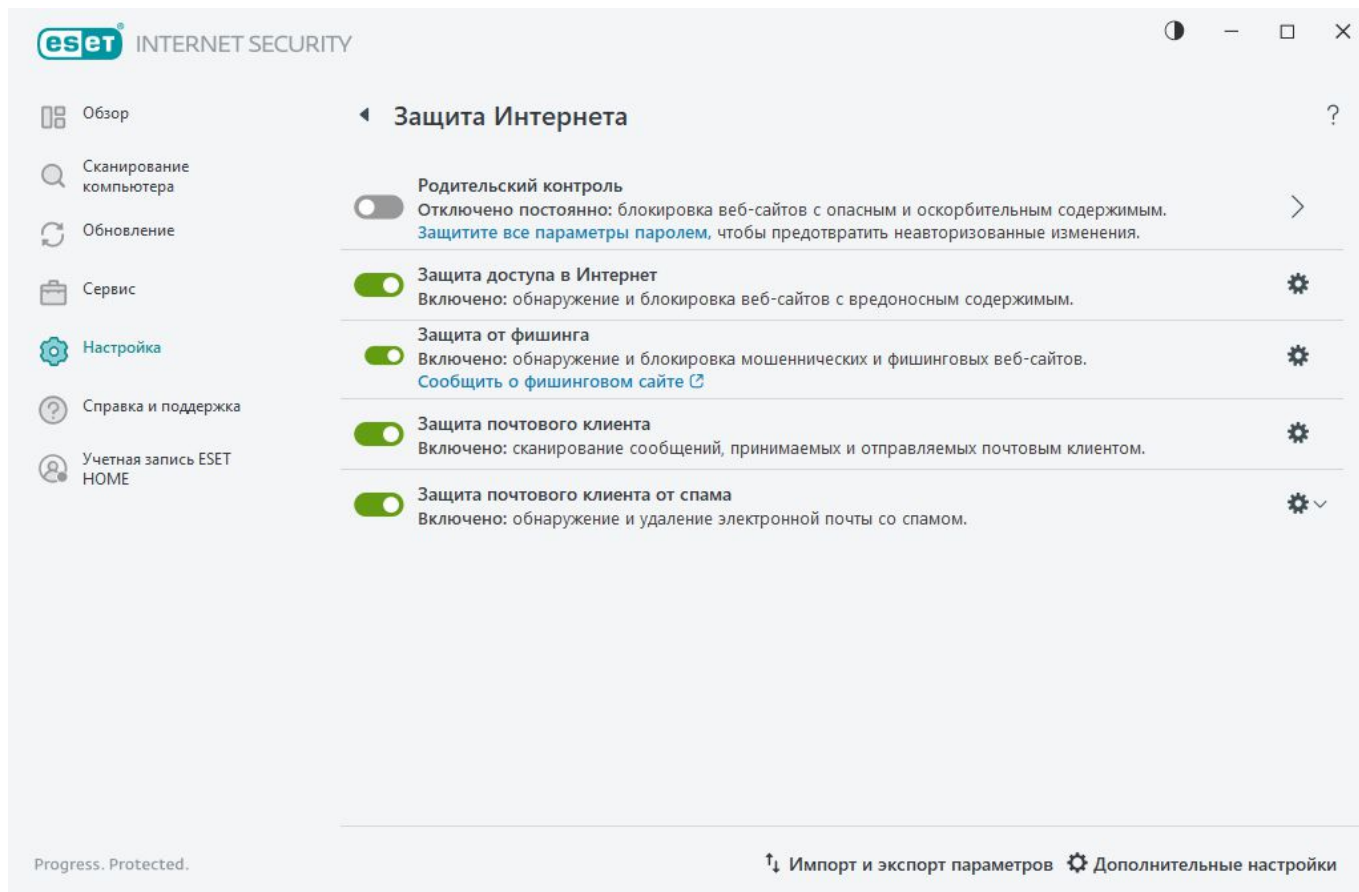 eset INTERNET SECURITY
Обзор
Сканирование
компьютера
Обновление
Сервис
Настройка
Справка и поддержка
Учетная запись ESET
HOME
Защита Интернета
?
Родительский контроль
Отключено постоянно: блокировка веб-сайтов с опасным и оскорбительным содержимым.
Защитите все параметры паролем, чтобы предотвратить неавторизованные изменения.
Защита доступа в Интернет
Включено: обнаружение и блокировка веб-сайтов с вредоносным содержимым.
Защита от фишинга
Включено: обнаружение и блокировка мошеннических и фишинговых веб-сайтов.
Сообщить о фишинговом сайте
Защита почтового клиента
Включено: сканирование сообщений, принимаемых и отправляемых почтовым клиентом.
Защита почтового клиента от спама
Включено: обнаружение и удаление электронной почты со спамом.
Progress. Protected.
Импорт и экспорт параметров Дополнительные настройки